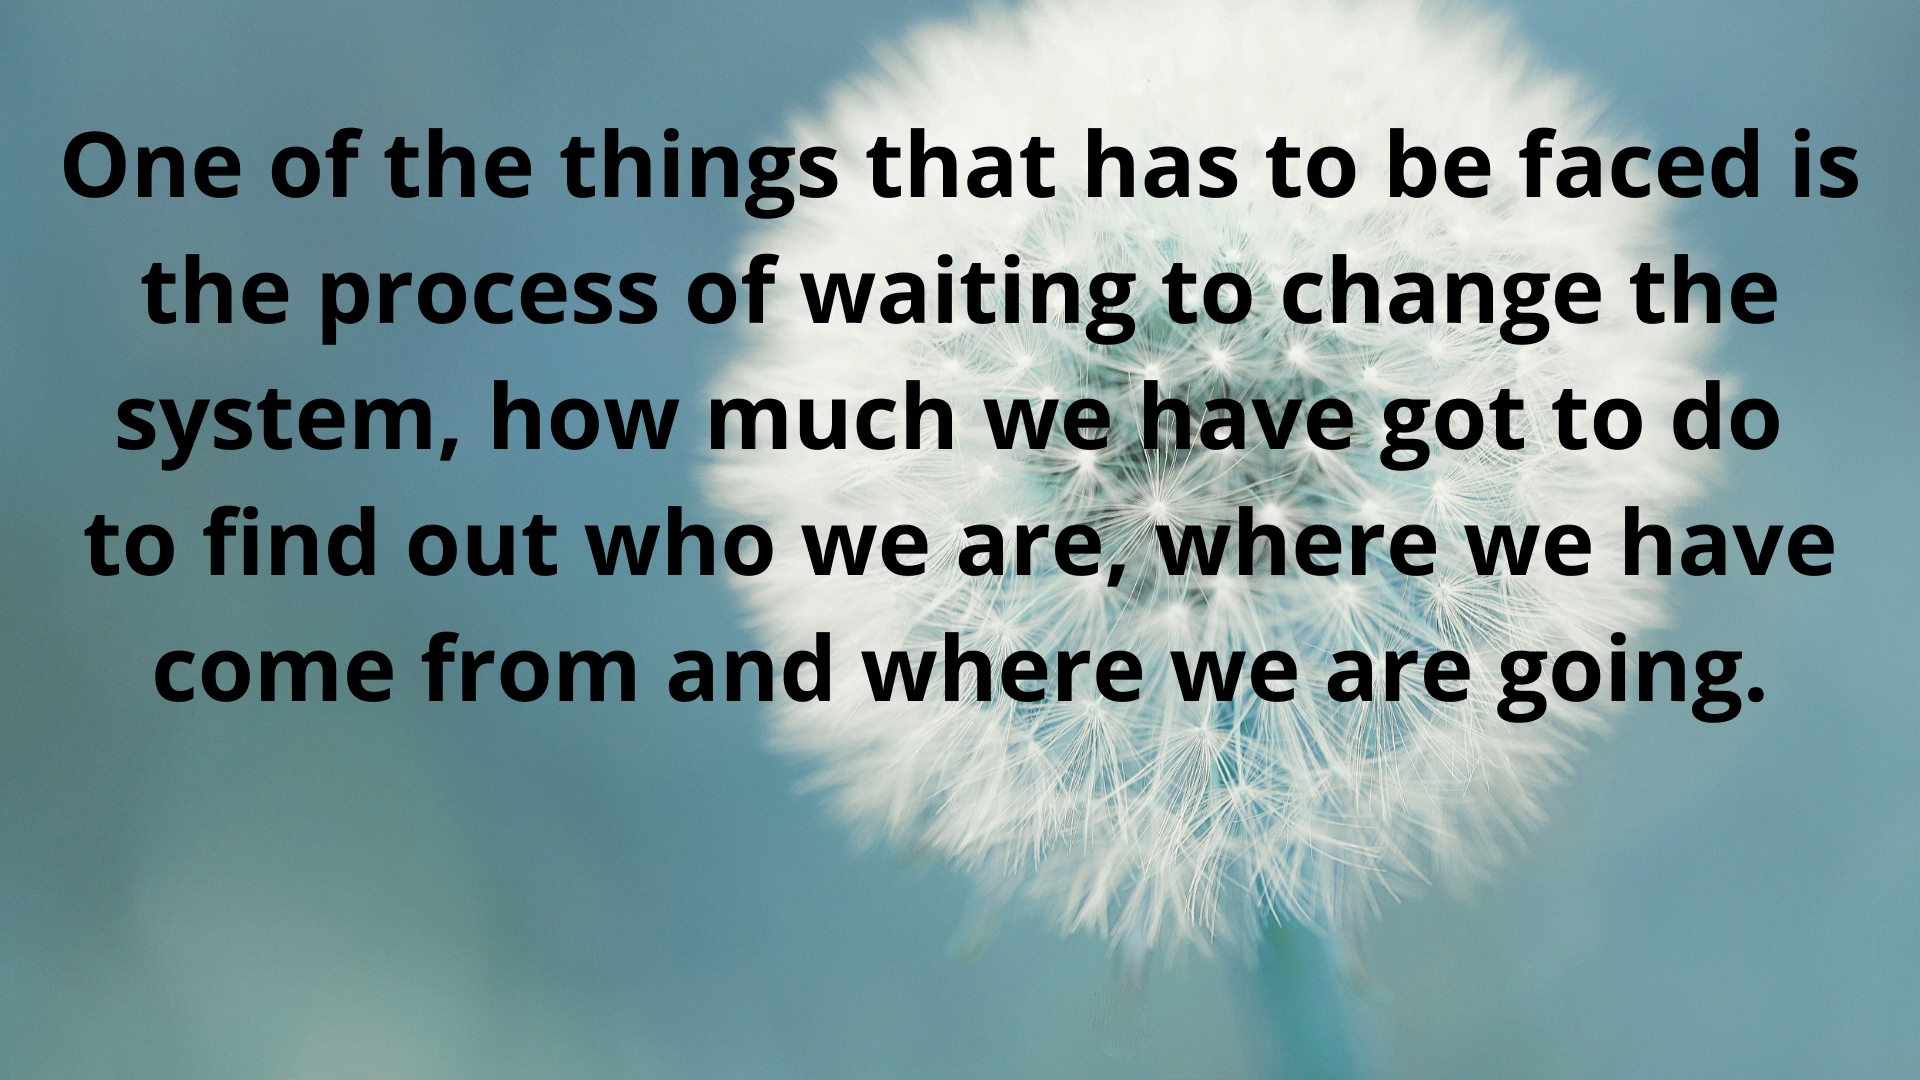 One of the things that has to be faced is
the process of waiting to change the
system, how much we have got to do
to find out who we are, where we have
come from and where we are going.